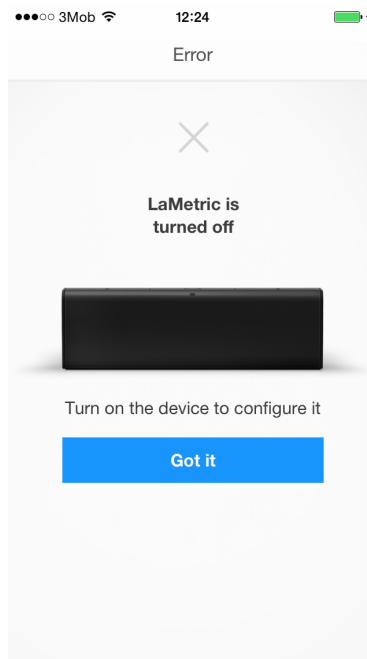 3Mob 12:24
Error
LaMetric is
turned off
Turn on the device to configure it
Got it